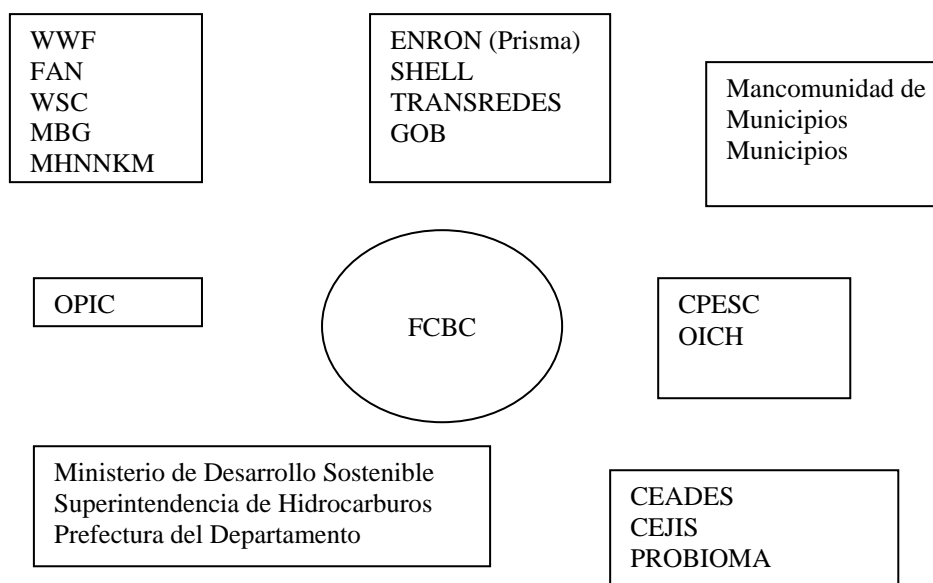 WWF
FAN
WSC
MBG
MHNNKM
ENRON (Prisma)
SHELL
TRANSREDES
GOB
Mancomunidad de
Municipios
Municipios
OPIC
FCBC
CPESC
OICH
Ministerio de Desarrollo Sostenible
Superintendencia de Hidrocarburos
Prefectura del Departamento
CEADES
CEJIS
PROBIOMA